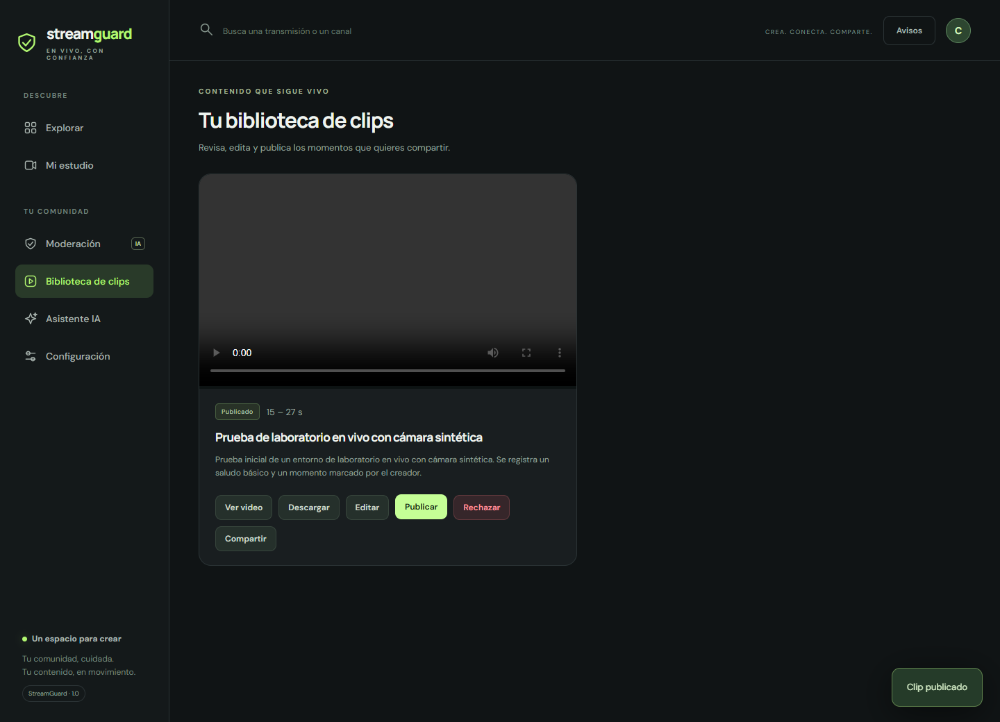 streamguard
EN VIVO, CON
CONFIANZA
Busca una transmisión o un canal
CREA. CONECTA. COMPARTE.
Avisos
C
DESCUBRE
Explorar
Mi estudio
TU COMUNIDAD
Moderación
IA
Biblioteca de clips
Asistente IA
Configuración
CONTENIDO QUE SIGUE VIVO
Tu biblioteca de clips
Revisa, edita y publica los momentos que quieres compartir.
0:00
Publicado
15 – 27 s
Prueba de laboratorio en vivo con cámara sintética
Prueba inicial de un entorno de laboratorio en vivo con cámara sintética. Se registra un
saludo básico y un momento marcado por el creador.
Ver video
Descargar
Editar
Publicar
Rechazar
Compartir
Un espacio para crear
Tu comunidad, cuidada.
Tu contenido, en movimiento.
StreamGuard · 1.0
Clip publicado